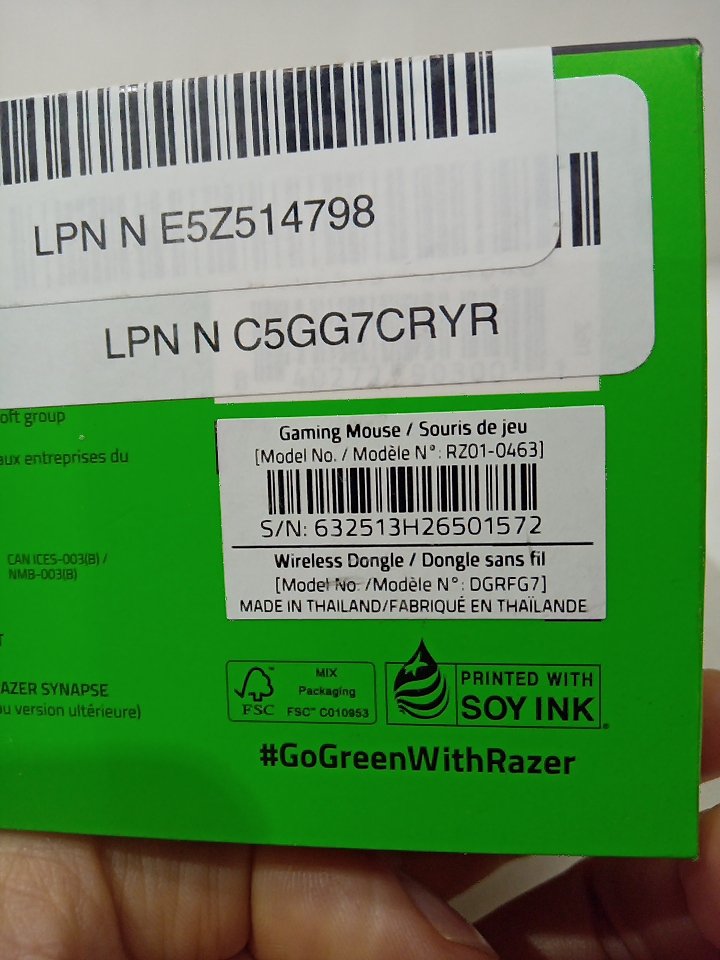 LPN N E5Z514798
LPN N C5GG7CRYR
oft group
aux entreprises du
CAN ICES-003(B) /
NMB-003(B)
AZER SYNAPSE
au version ultérieure)
Gaming Mouse / Souris de jeu
[Model No. / Modèle N°: RZ01-0463]
S/N: 632513H26501572
Wireless Dongle / Dongle sans fil
[Model No. /Modèle N°: DGRFG7]
MADE IN THAILAND/FABRIQUÉ EN THAÏLANDE
FSC
MIX
Packaging
FSC™ C010953
PRINTED WITH
SOY INK
#GoGreenWithRazer